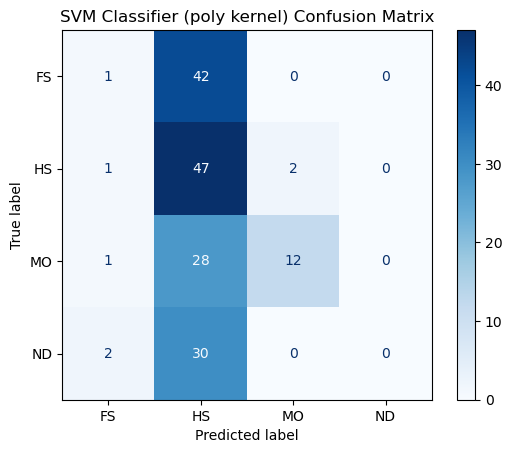 SVM Classifier (poly kernel) Confusion Matrix
FS 1 42 0 0
HS 1 47 2 0
MO 1 28 12 0
ND 2 30 0 0
FS HS MO ND
Predicted label
True label
40
30
20
10
0